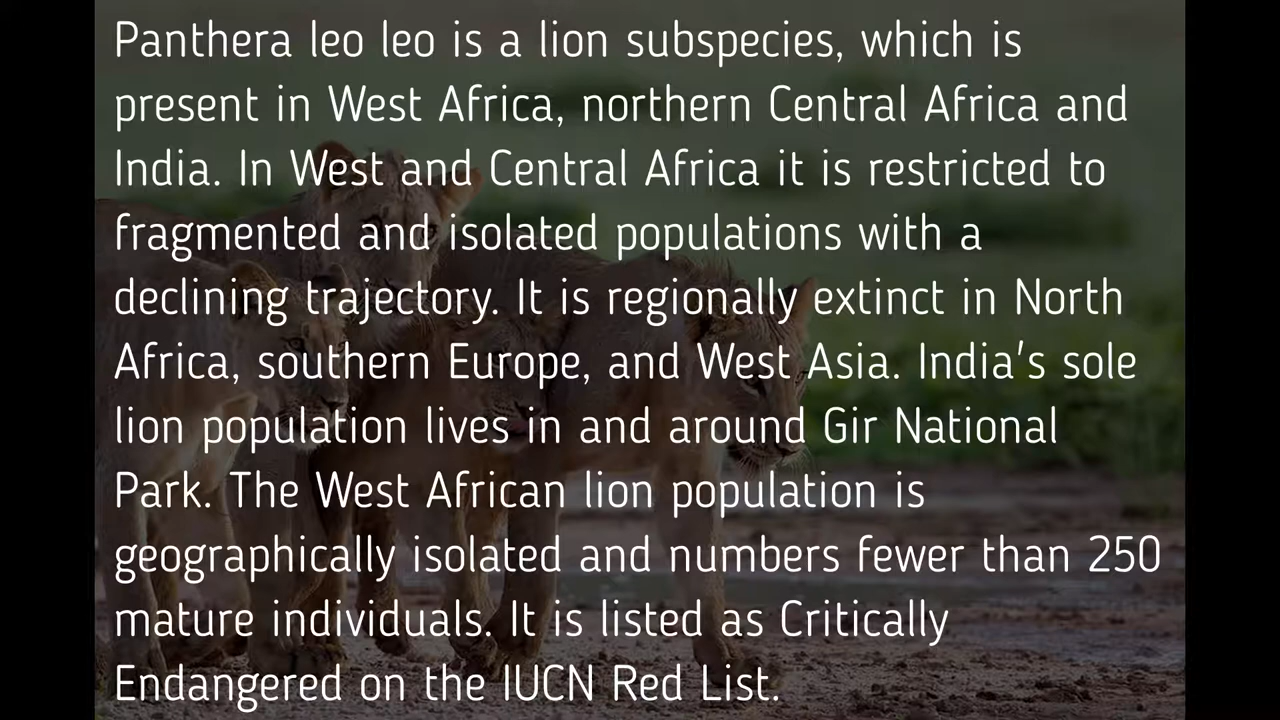 Panthera leo leo is a lion subspecies, which is
present in West Africa, northern Central Africa and
India. In West and Central Africa it is restricted to
fragmented and isolated populations with a
declining trajectory. It is regionally extinct in North
Africa, southern Europe, and West Asia. India's sole
lion population lives in and around Gir National
Park. The West African lion population is
geographically isolated and numbers fewer than 250
mature individuals. It is listed as Critically
Endangered on the IUCN Red List.